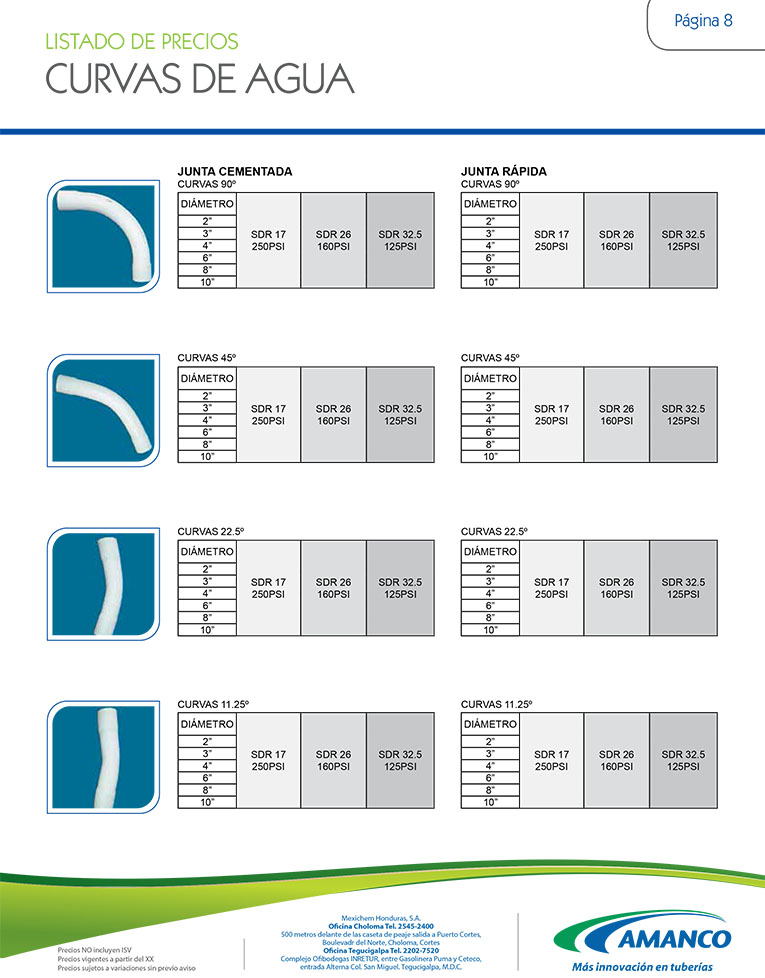 Página 8
LISTADO DE PRECIOS
CURVAS DE AGUA
JUNTA CEMENTADA
CURVAS 90º
DIÁMETRO
2"
3"
4"
6"
8"
10"
SDR 17
250PSI
SDR 26
160PSI
SDR 32.5
125PSI
JUNTA RÁPIDA
CURVAS 90º
DIÁMETRO
2"
3"
4"
6"
8"
10"
SDR 17
250PSI
SDR 26
160PSI
SDR 32.5
125PSI
CURVAS 45º
DIÁMETRO
2"
3"
4"
6"
8"
10"
SDR 17
250PSI
SDR 26
160PSI
SDR 32.5
125PSI
CURVAS 45º
DIÁMETRO
2"
3"
4"
6"
8"
10"
SDR 17
250PSI
SDR 26
160PSI
SDR 32.5
125PSI
CURVAS 22.5º
DIÁMETRO
2"
3"
4"
6"
8"
10"
SDR 17
250PSI
SDR 26
160PSI
SDR 32.5
125PSI
CURVAS 22.5º
DIÁMETRO
2"
3"
4"
6"
8"
10"
SDR 17
250PSI
SDR 26
160PSI
SDR 32.5
125PSI
CURVAS 11.25º
DIÁMETRO
2"
3"
4"
6"
8"
10"
SDR 17
250PSI
SDR 26
160PSI
SDR 32.5
125PSI
CURVAS 11.25º
DIÁMETRO
2"
3"
4"
6"
8"
10"
SDR 17
250PSI
SDR 26
160PSI
SDR 32.5
125PSI
Precios NO incluyen ISV
Precios vigentes a partir del XX
Precios sujetos a variaciones sin previo aviso
Mexichem Honduras, S.A.
Oficina Choloma Tel. 2545-2400
500 metros delante de las caseta de peaje salida a Puerto Cortes,
Boulevadr del Norte, Choloma, Cortes
Oficina Tegucigalpa Tel. 2202-7520
Complejo Ofibodegas INRETUR, entre Gasolinera Puma y Ceteco,
entrada Alterna Col. San Miguel, Tegucigalpa, M.D.C.
AMANCO
Más innovación en tuberías